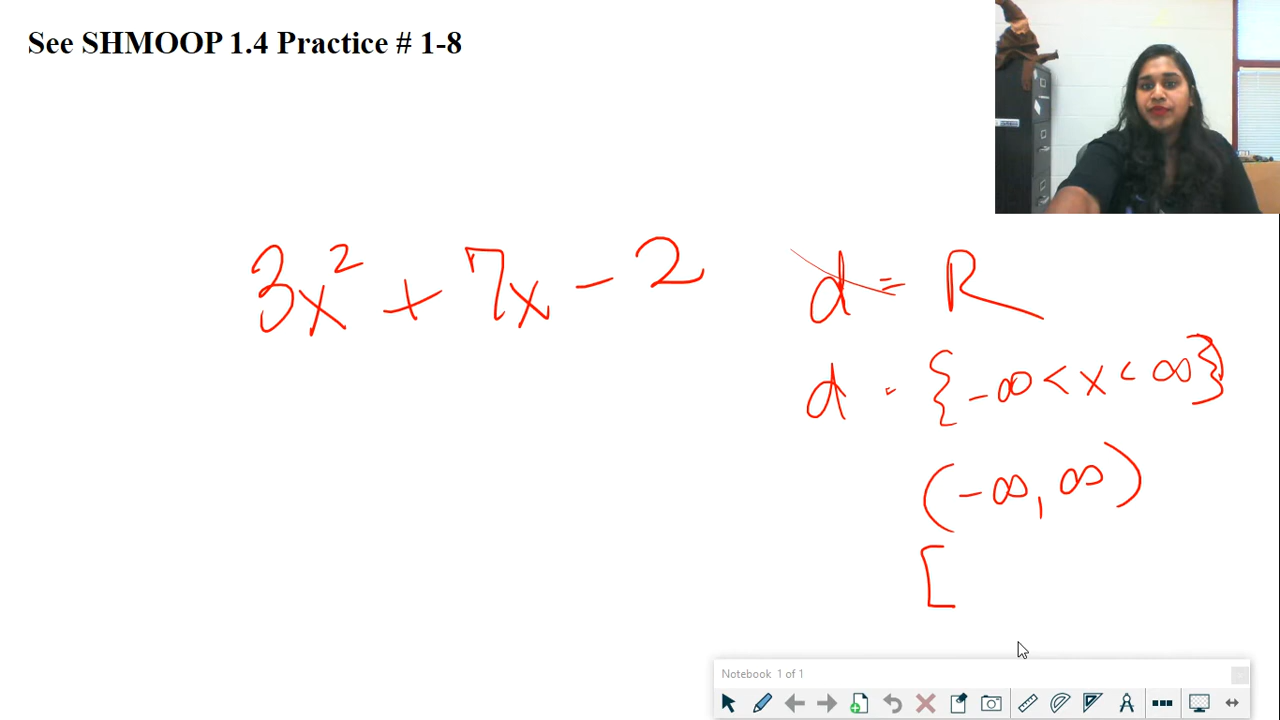 See SHMOOP 1.4 Practice # 1-8
3x² + 7x - 2
d = R
d = {-∞ < x < ∞}
(-∞, ∞)
[
Notebook 1 of 1